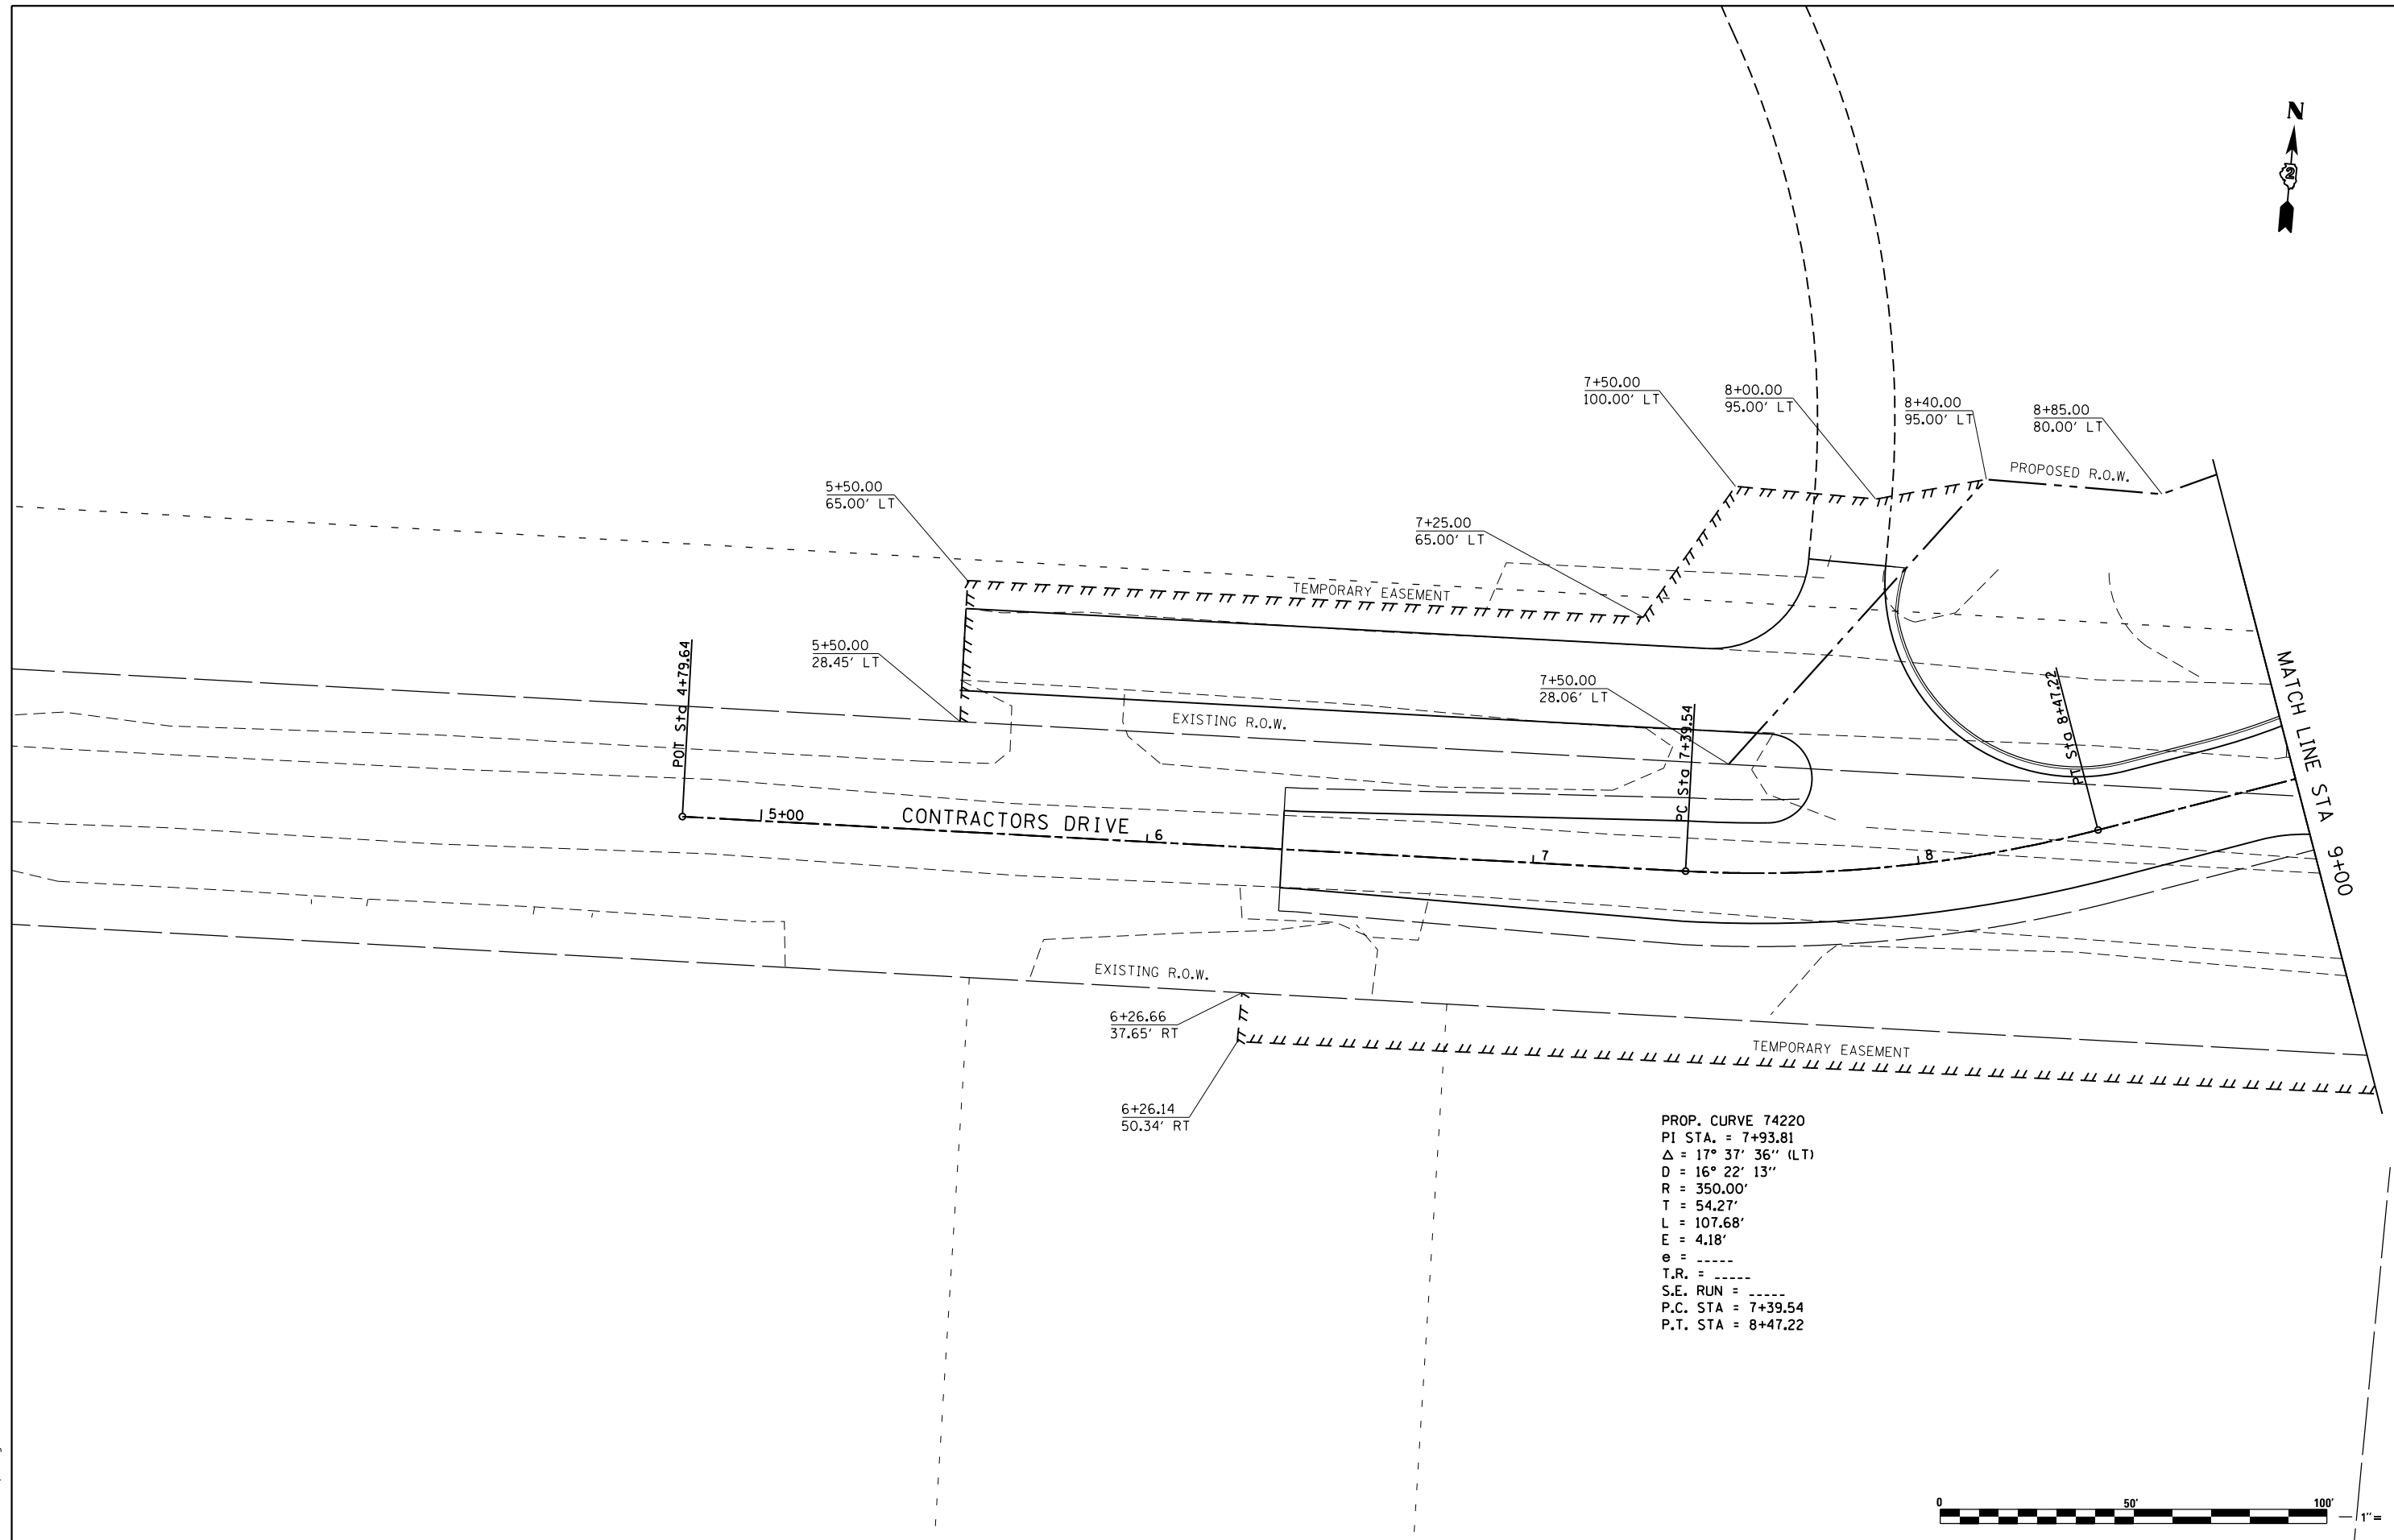 N
2
7+50.00
100.00' LT
8+00.00
95.00' LT
8+40.00
95.00' LT
8+85.00
80.00' LT
PROPOSED R.O.W.
5+50.00
65.00' LT
7+25.00
65.00' LT
TEMPORARY EASEMENT
5+50.00
28.45' LT
7+50.00
28.06' LT
POT Sta 4+79.64
PC Sta 7+39.54
PT Sta 8+47.22
MATCH LINE STA 9+00
EXISTING R.O.W.
5+00
CONTRACTORS DRIVE
6
7
8
EXISTING R.O.W.
6+26.66
37.65' RT
TEMPORARY EASEMENT
6+26.14
50.34' RT
PROP. CURVE 74220
PI STA. = 7+93.81
Δ = 17° 37' 36'' (LT)
D = 16° 22' 13''
R = 350.00'
T = 54.27'
L = 107.68'
E = 4.18'
e = -----
T.R. = -----
S.E. RUN = -----
P.C. STA = 7+39.54
P.T. STA = 8+47.22
0 50' 100'
1" =